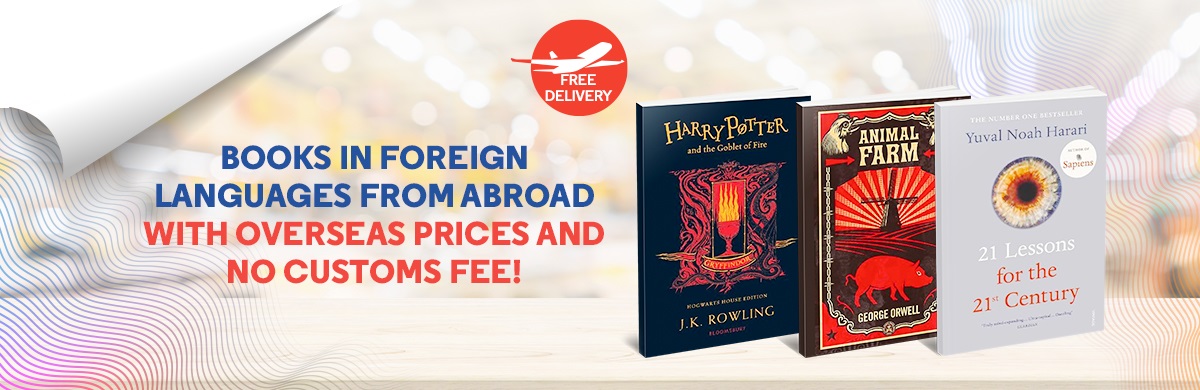 FREE
DELIVERY
BOOKS IN FOREIGN
LANGUAGES FROM ABROAD
WITH OVERSEAS PRICES AND
NO CUSTOMS FEE!
HARRY POTTER
and the Goblet of Fire
GRYFFINDOR
HOGWARTS HOUSE EDITION
J.K. ROWLING
BLOOMSBURY
ANIMAL
FARM
GEORGE ORWELL
THE NUMBER ONE BESTSELLER
Yuval Noah Harari
Sapiens
21 Lessons
for the
21st Century